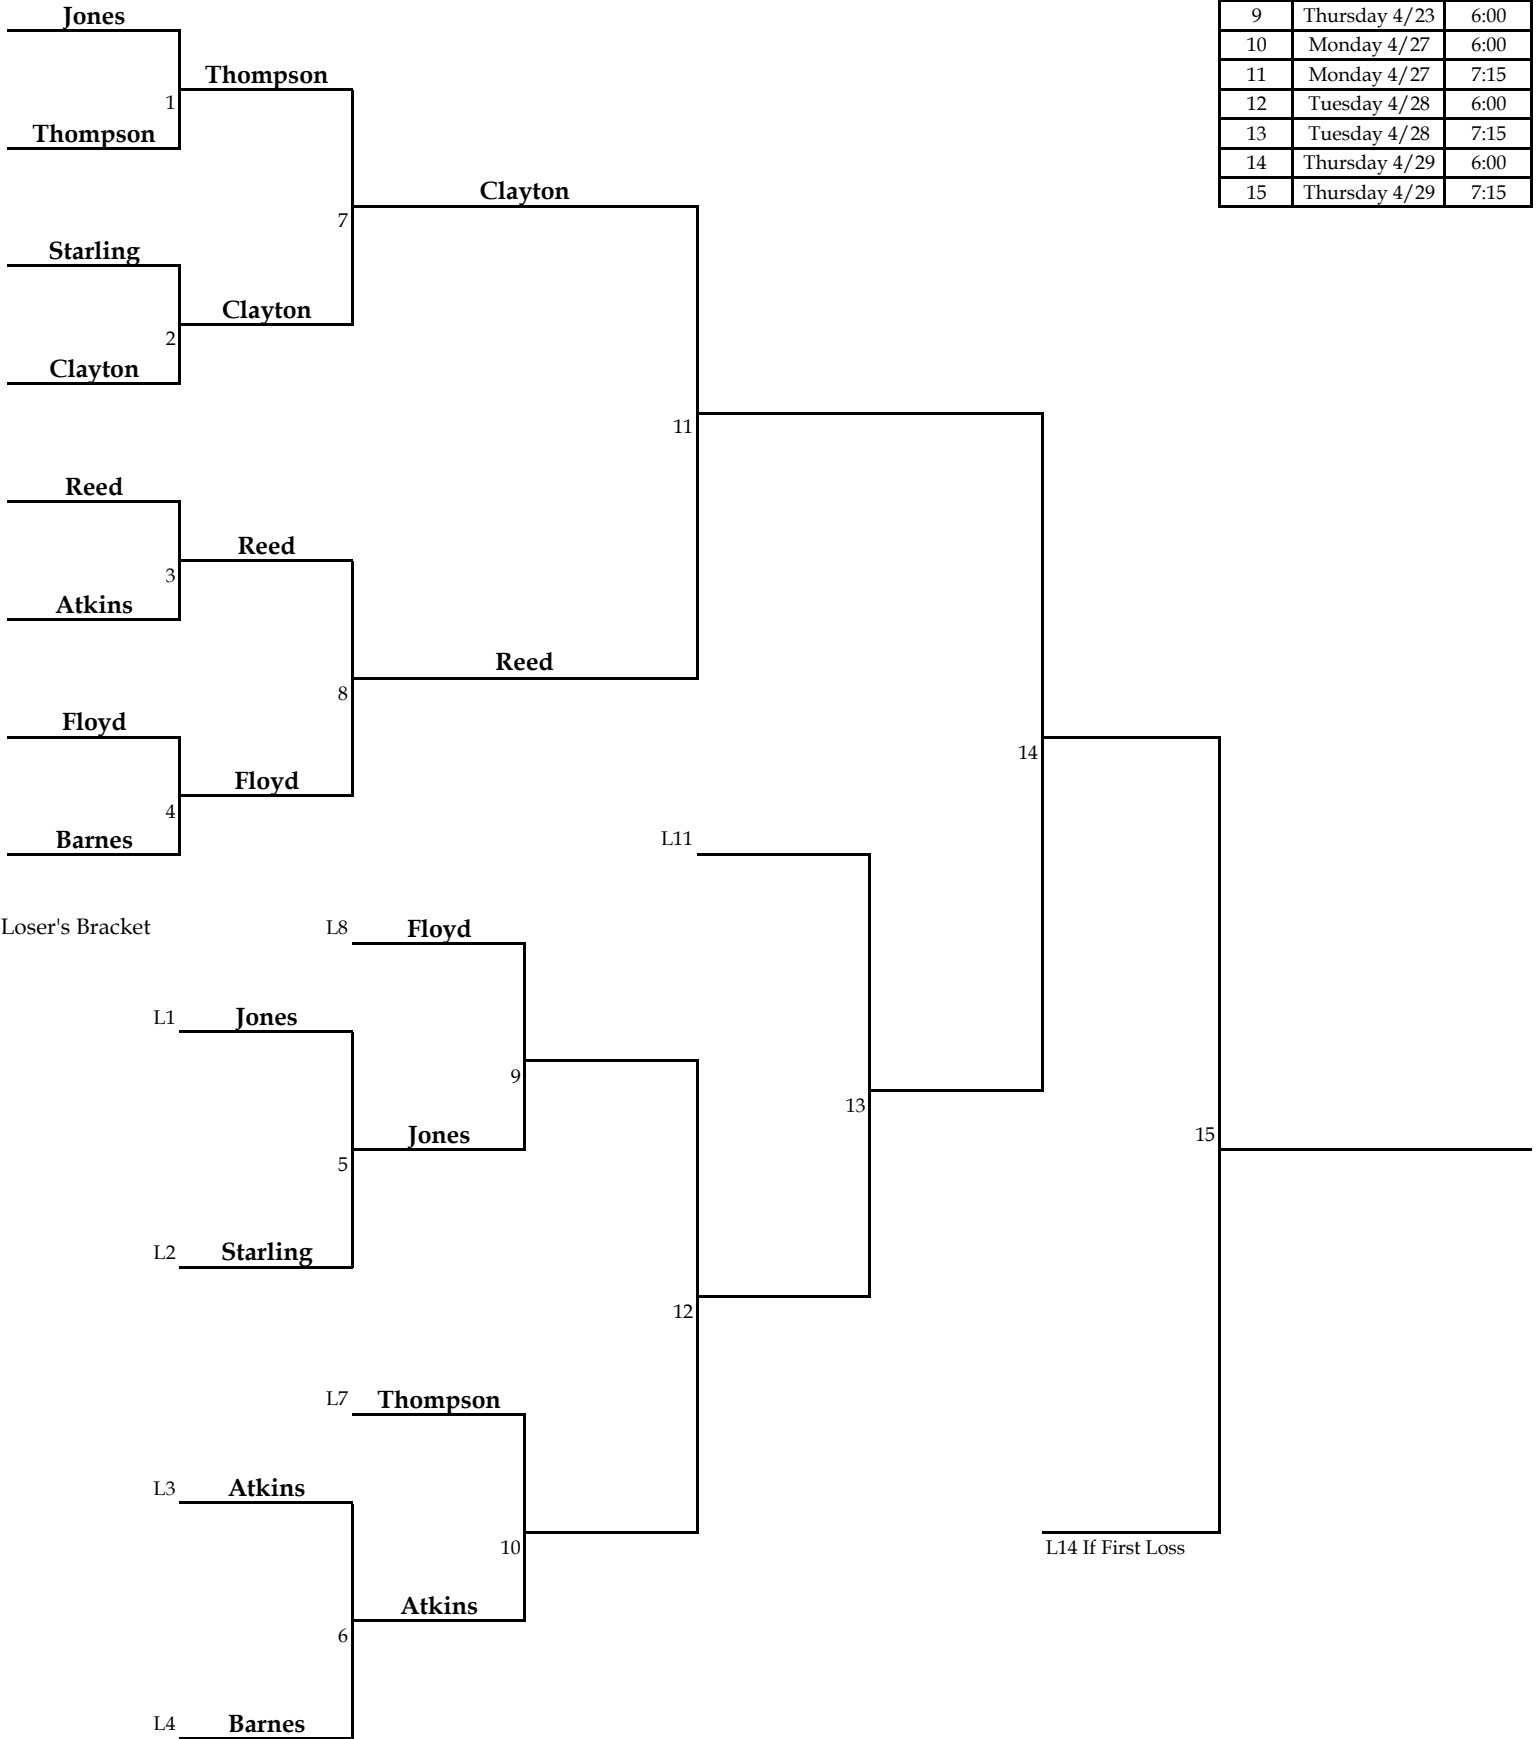 Jones
9 Thursday 4/23 6:00
10 Monday 4/27 6:00
11 Monday 4/27 7:15
12 Tuesday 4/28 6:00
13 Tuesday 4/28 7:15
14 Thursday 4/29 6:00
15 Thursday 4/29 7:15
Thompson
1
Thompson
Clayton
7
Starling
Clayton
2
Clayton
11
Reed
Reed
3
Atkins
Reed
8
Floyd
14
Floyd
4
Barnes
L11
Loser's Bracket
L8 Floyd
L1 Jones
9
13
Jones
15
5
L2 Starling
12
L7 Thompson
L3 Atkins
10
L14 If First Loss
Atkins
6
L4 Barnes